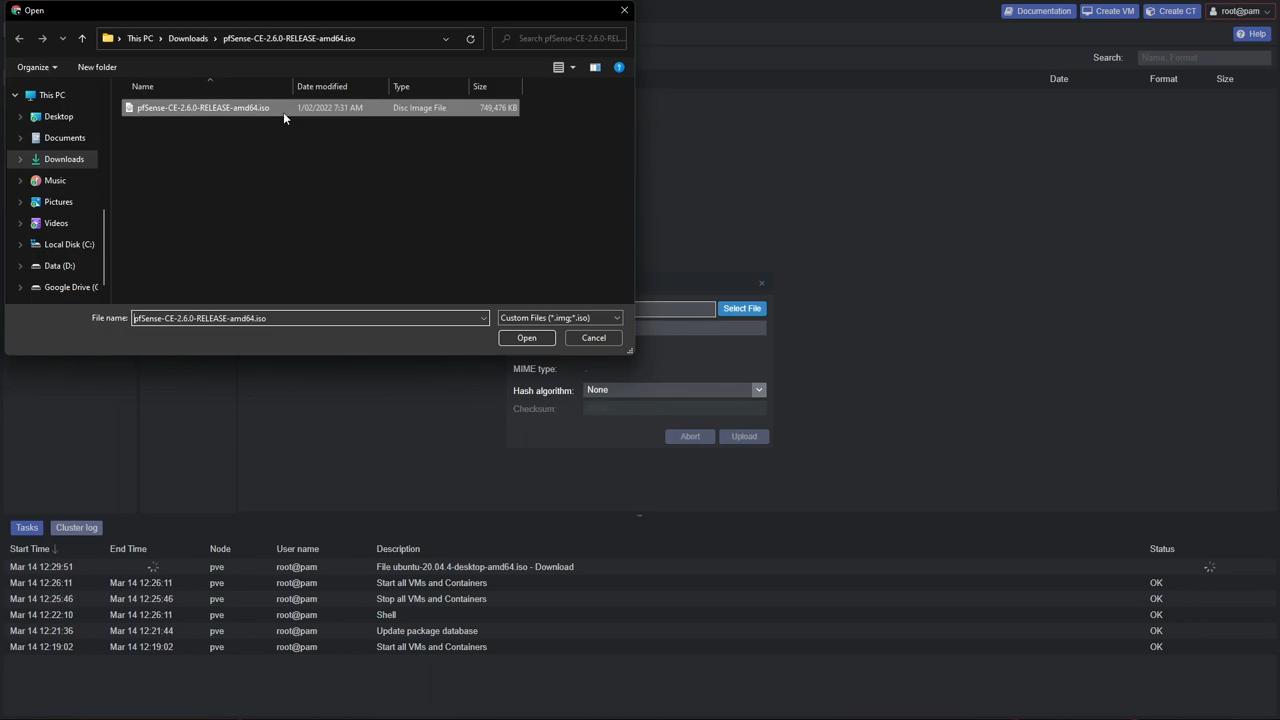 Open
Documentation
Create VM
Create CT
root@pam
This PC
Downloads
pfSense-CE-2.6.0-RELEASE-amd64.iso
Search pfSense-CE-2.6.0-REL...
Help
Organize
New folder
Search:
Name, Format
Name
Date modified
Type
Size
Date
Format
Size
This PC
Desktop
Documents
Downloads
Music
Pictures
Videos
Local Disk (C:)
Data (D:)
Google Drive (G
pfSense-CE-2.6.0-RELEASE-amd64.iso
1/02/2022 7:31 AM
Disc Image File
749,476 KB
File name:
pfSense-CE-2.6.0-RELEASE-amd64.iso
Custom Files (*.img;*.iso)
Open
Cancel
Select File
MIME type:
-
Hash algorithm:
None
Checksum:
Abort
Upload
Tasks
Cluster log
Start Time
End Time
Node
User name
Description
Status
Mar 14 12:29:51
pve
root@pam
File ubuntu-20.04.4-desktop-amd64.iso - Download
Mar 14 12:26:11
Mar 14 12:26:11
pve
root@pam
Start all VMs and Containers
OK
Mar 14 12:25:46
Mar 14 12:25:46
pve
root@pam
Stop all VMs and Containers
OK
Mar 14 12:22:10
Mar 14 12:26:11
pve
root@pam
Shell
OK
Mar 14 12:21:36
Mar 14 12:21:44
pve
root@pam
Update package database
OK
Mar 14 12:19:02
Mar 14 12:19:02
pve
root@pam
Start all VMs and Containers
OK